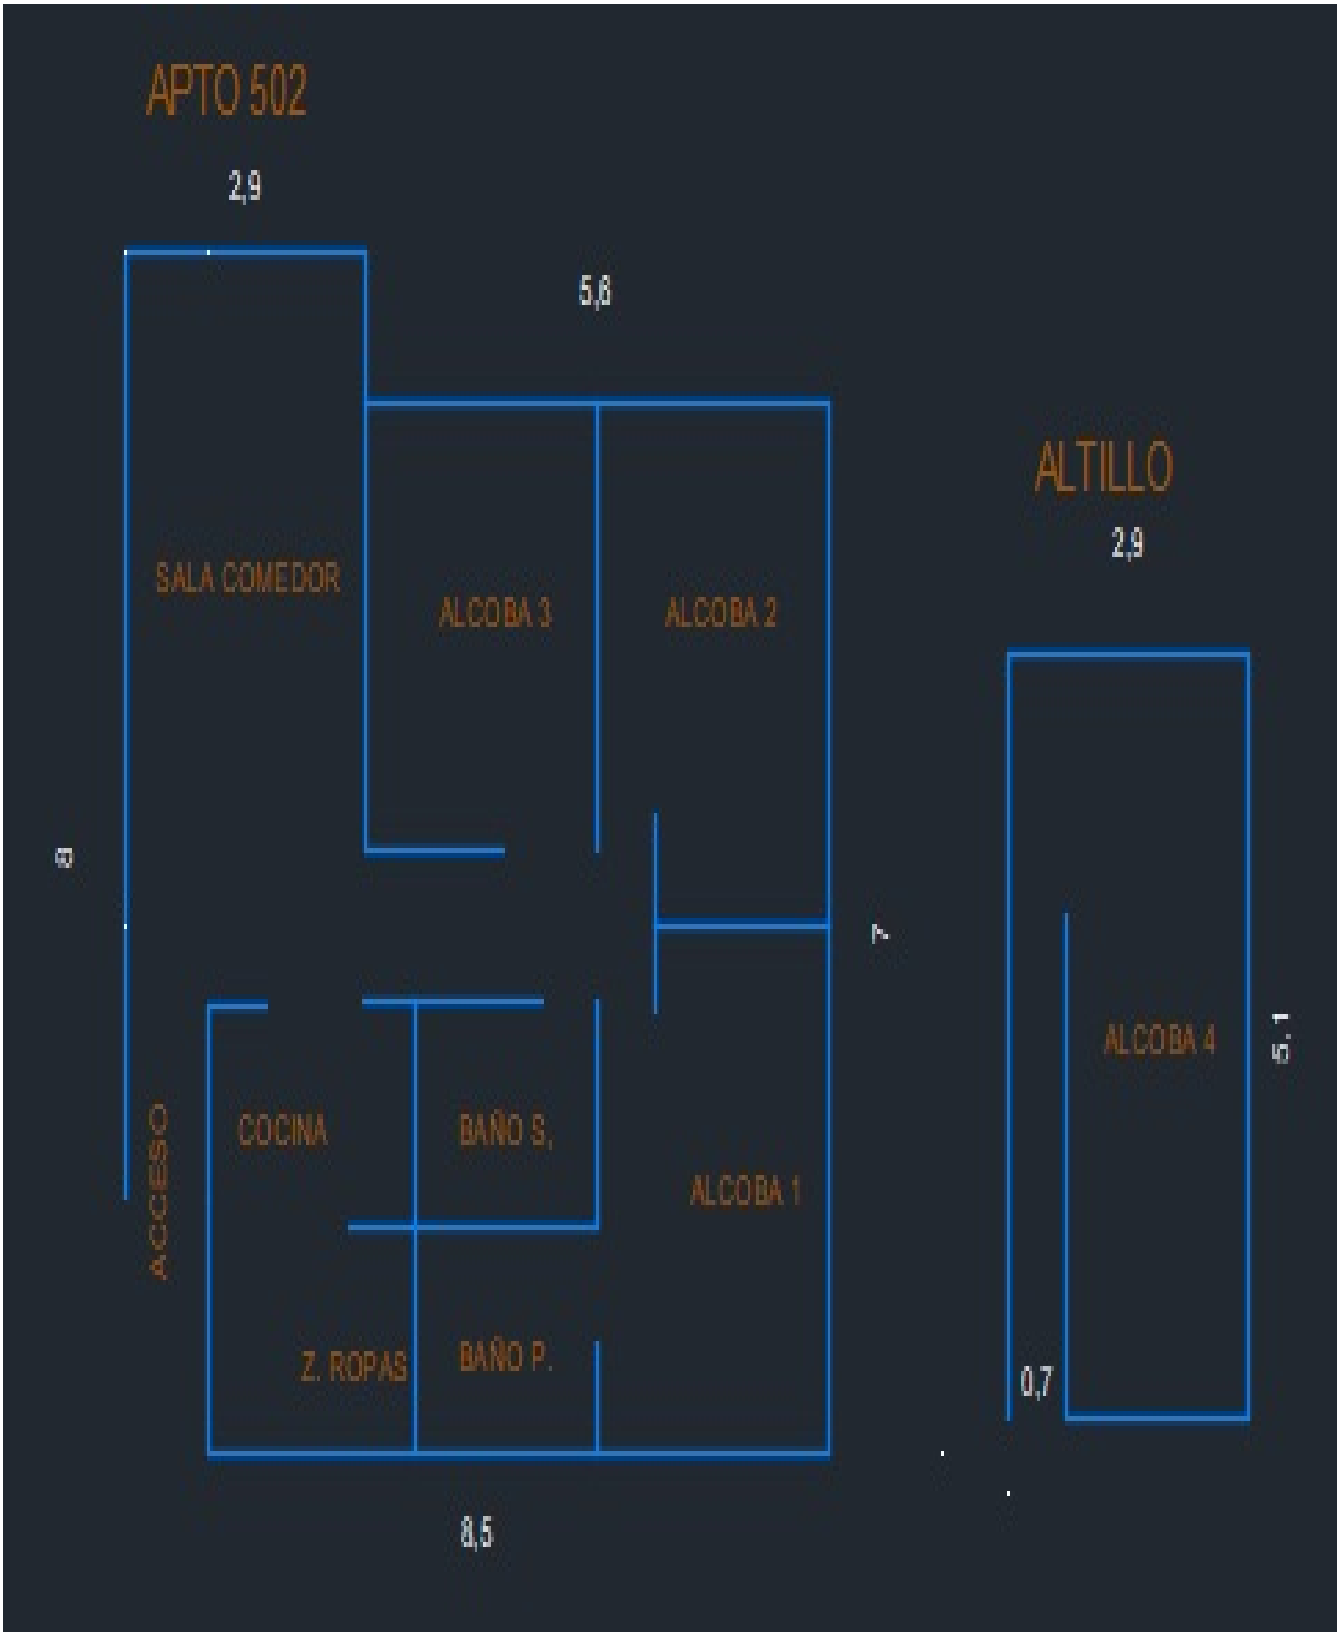 APTO 502
2,9
5,6
ALTILLO
2,9
SALA COMEDOR
ALCOBA 3
ALCOBA 2
8
7
ALCOBA 4
5,1
ACCESO
COCINA
BAÑO S,
ALCOBA 1
Z. ROPAS
BAÑO P.
0,7
8,5